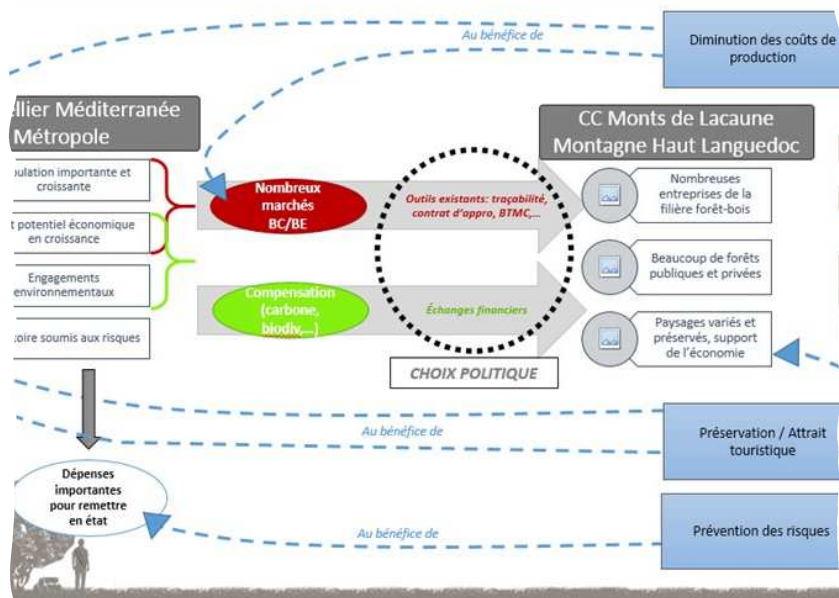 Au bénéfice de
Diminution des coûts de
production
ellier Méditerranée
Métropole
CC Monts de Lacaune
Montagne Haut Languedoc
pulation importante et
croissante
t potentiel économique
en croissance
Engagements
environnementaux
oire soumis aux risques
Nombreux
marchés
BC/BE
Outils existants: traçabilité,
contrat d'appro, BTMC,...
Compensation
(carbone,
biodiv,...)
Échanges financiers
CHOIX POLITIQUE
Nombreuses
entreprises de la
filière forêt-bois
Beaucoup de forêts
publiques et privées
Paysages variés et
préservés, support
de l'économie
Au bénéfice de
Préservation / Attrait
touristique
Dépenses
importantes
pour remettre
en état
Au bénéfice de
Prévention des risques